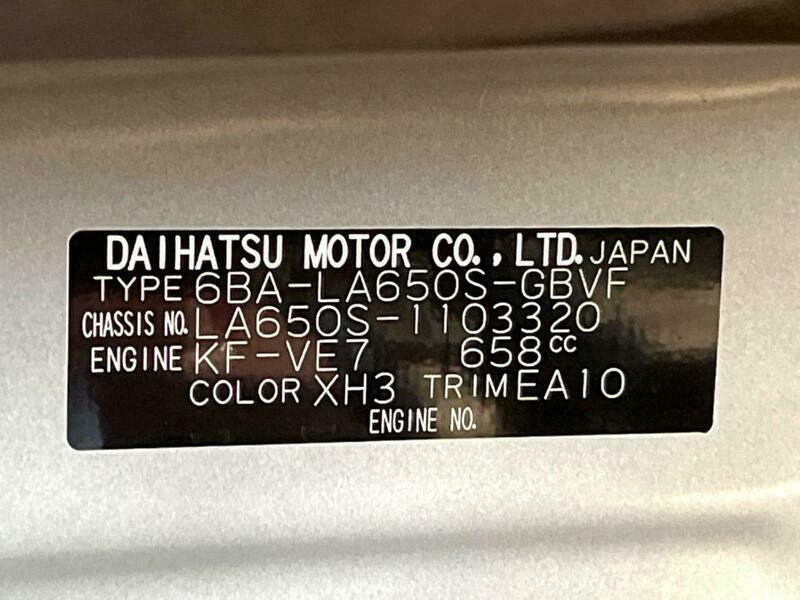 DAIHATSU MOTOR CO., LTD. JAPAN
TYPE 6BA-LA650S-GBVF
CHASSIS NO. LA650S-1103320
ENGINE KF-VE7 658cc
COLOR XH3 TRIM EA10
ENGINE NO.